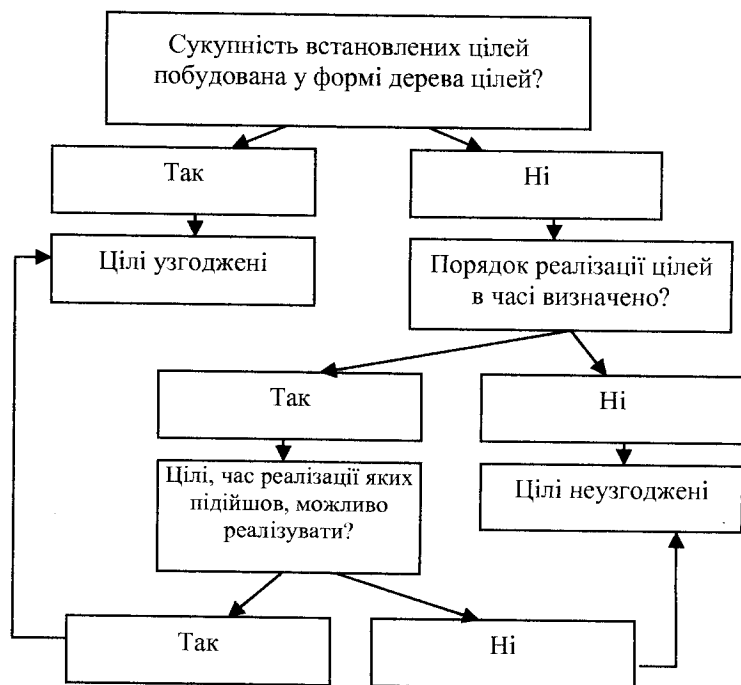 Сукупність встановлених цілей
побудована у формі дерева цілей?
Так
Ні
Цілі узгоджені
Порядок реалізації цілей
в часі визначено?
Так
Ні
Цілі, час реалізації яких
підійшов, можливо
реалізувати?
Цілі неузгоджені
Так
Ні